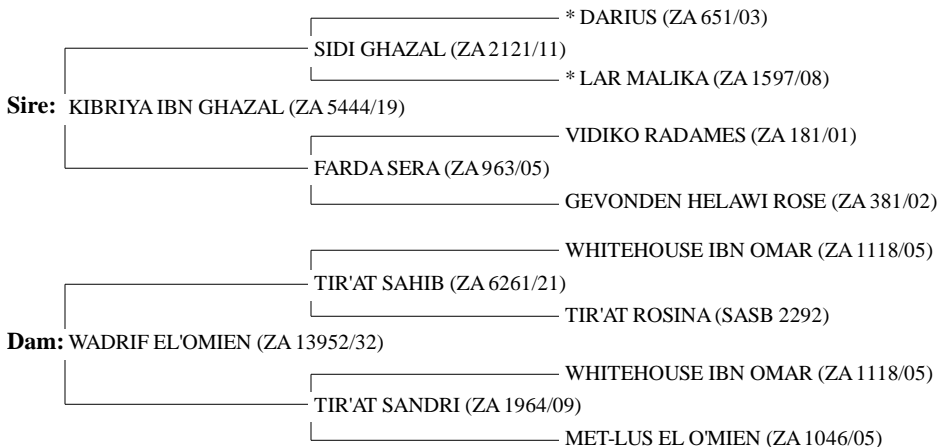 * DARIUS (ZA 651/03)
SIDI GHAZAL (ZA 2121/11)
* LAR MALIKA (ZA 1597/08)
Sire: KIBRIYA IBN GHAZAL (ZA 5444/19)
VIDIKO RADAMES (ZA 181/01)
FARDA SERA (ZA 963/05)
GEVONDEN HELAWI ROSE (ZA 381/02)
WHITEHOUSE IBN OMAR (ZA 1118/05)
TIR'AT SAHIB (ZA 6261/21)
TIR'AT ROSINA (SASB 2292)
Dam: WADRIF EL'OMIEN (ZA 13952/32)
WHITEHOUSE IBN OMAR (ZA 1118/05)
TIR'AT SANDRI (ZA 1964/09)
MET-LUS EL O'MIEN (ZA 1046/05)